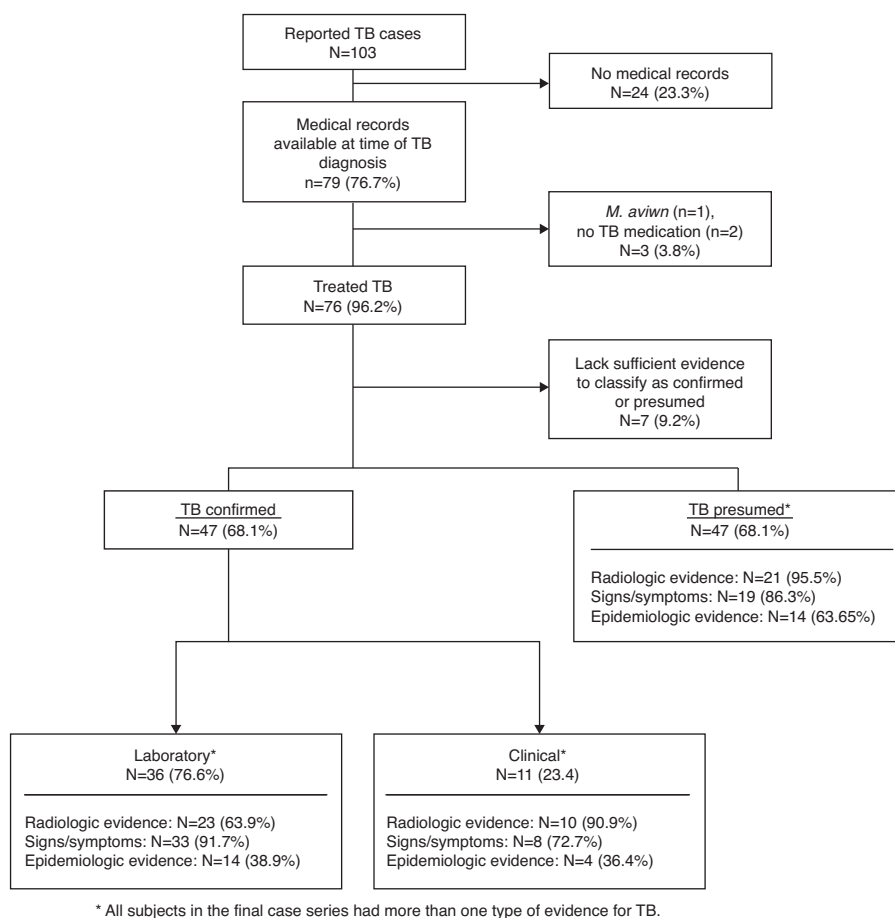 Reported TB cases
N=103
No medical records
N=24 (23.3%)
Medical records
available at time of TB
diagnosis
n=79 (76.7%)
M. aviwn (n=1),
no TB medication (n=2)
N=3 (3.8%)
Treated TB
N=76 (96.2%)
Lack sufficient evidence
to classify as confirmed
or presumed
N=7 (9.2%)
TB confirmed
N=47 (68.1%)
TB presumed*
N=47 (68.1%)
Radiologic evidence: N=21 (95.5%)
Signs/symptoms: N=19 (86.3%)
Epidemiologic evidence: N=14 (63.65%)
Laboratory*
N=36 (76.6%)
Radiologic evidence: N=23 (63.9%)
Signs/symptoms: N=33 (91.7%)
Epidemiologic evidence: N=14 (38.9%)
Clinical*
N=11 (23.4)
Radiologic evidence: N=10 (90.9%)
Signs/symptoms: N=8 (72.7%)
Epidemiologic evidence: N=4 (36.4%)
* All subjects in the final case series had more than one type of evidence for TB.